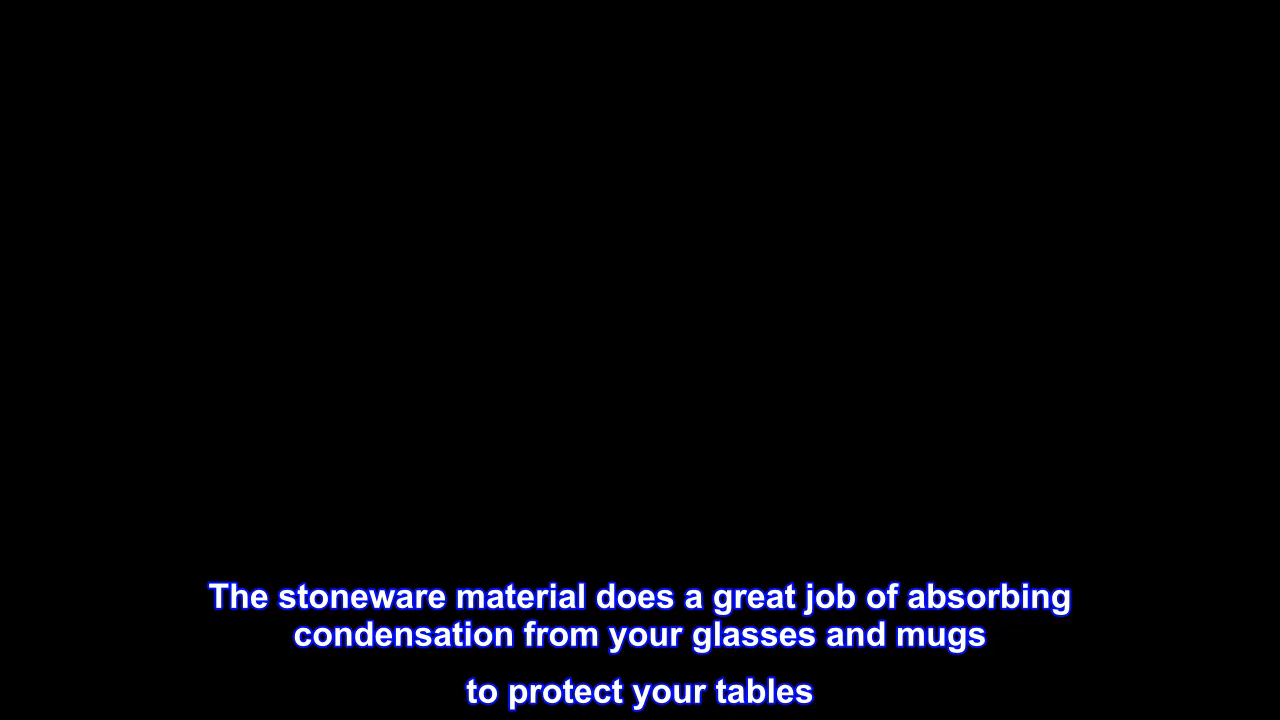 The stoneware material does a great job of absorbing
condensation from your glasses and mugs
to protect your tables